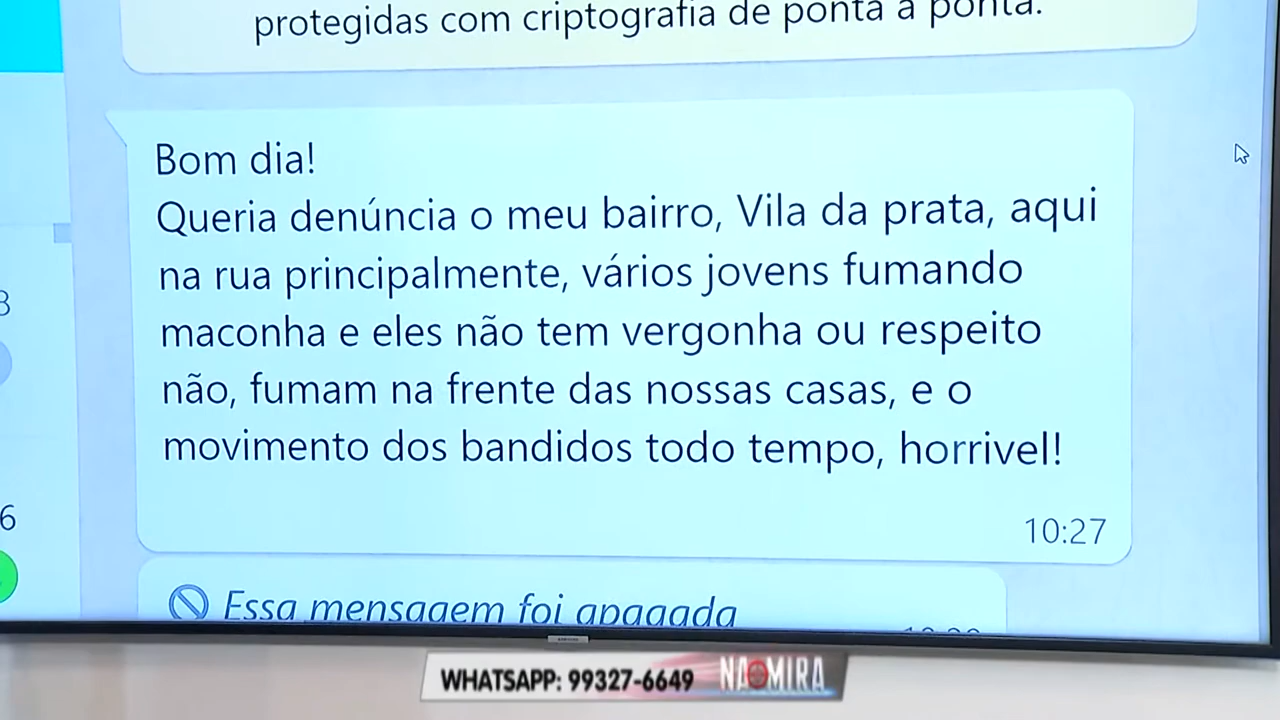 protegidas com criptografia de ponta a ponta.
Bom dia!
Queria denúncia o meu bairro, Vila da prata, aqui
na rua principalmente, vários jovens fumando
maconha e eles não tem vergonha ou respeito
não, fumam na frente das nossas casas, e o
movimento dos bandidos todo tempo, horrivel!
10:27
3
6
Essa mensagem foi apagada
WHATSAPP: 99327-6649 NA MIRA